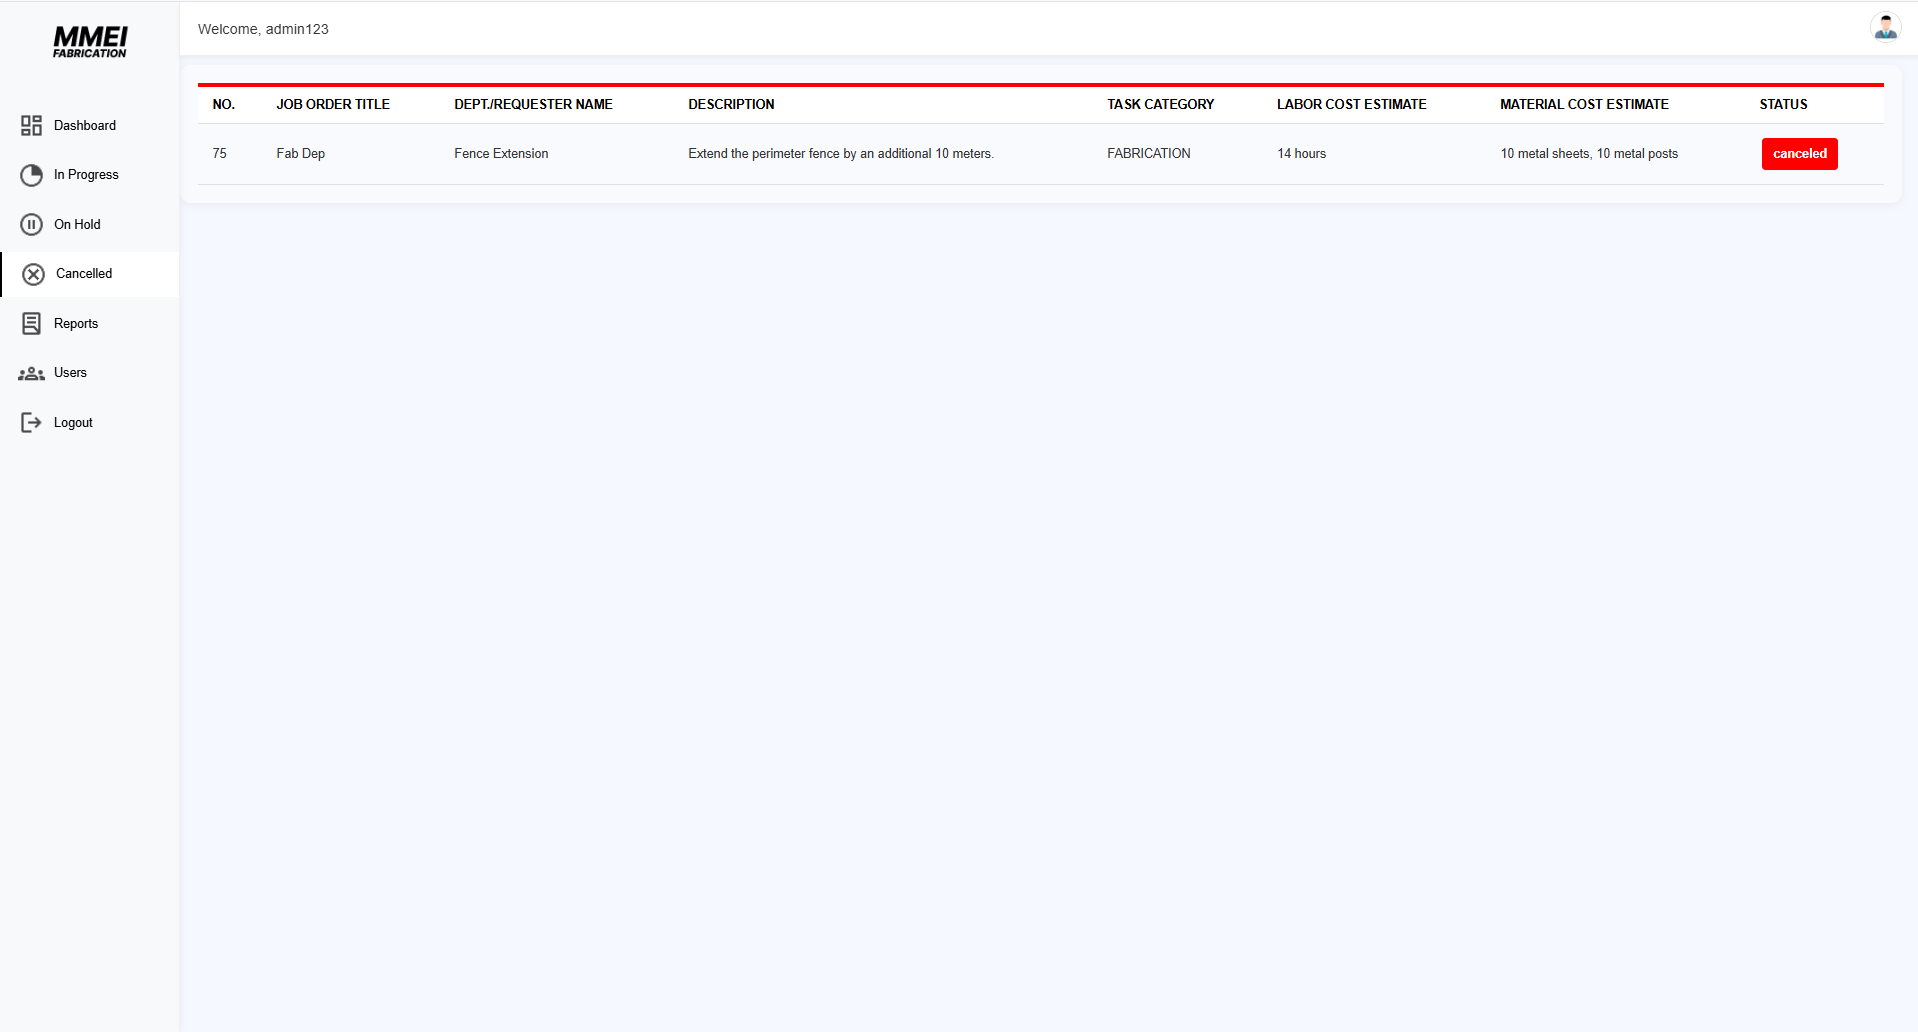 MMEI
FABRICATION
Welcome, admin123
Dashboard
In Progress
On Hold
Cancelled
Reports
Users
Logout
NO. JOB ORDER TITLE DEPT./REQUESTER NAME DESCRIPTION TASK CATEGORY LABOR COST ESTIMATE MATERIAL COST ESTIMATE STATUS
75 Fab Dep Fence Extension Extend the perimeter fence by an additional 10 meters. FABRICATION 14 hours 10 metal sheets, 10 metal posts canceled